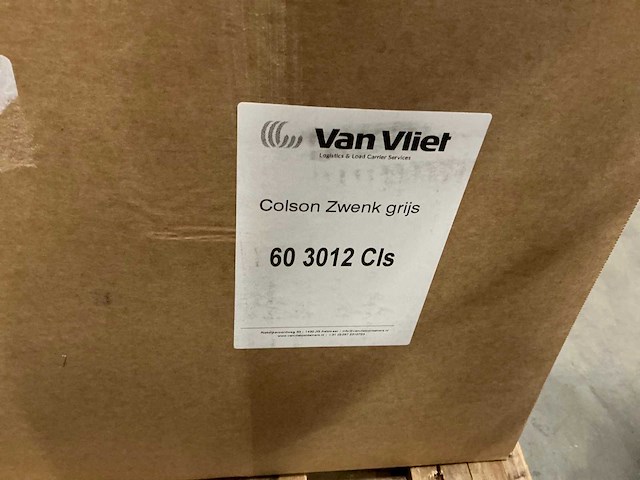 Van Vliet
Logistics & Load Carrier Services
Colson Zwenk grijs
60 3012 Cls